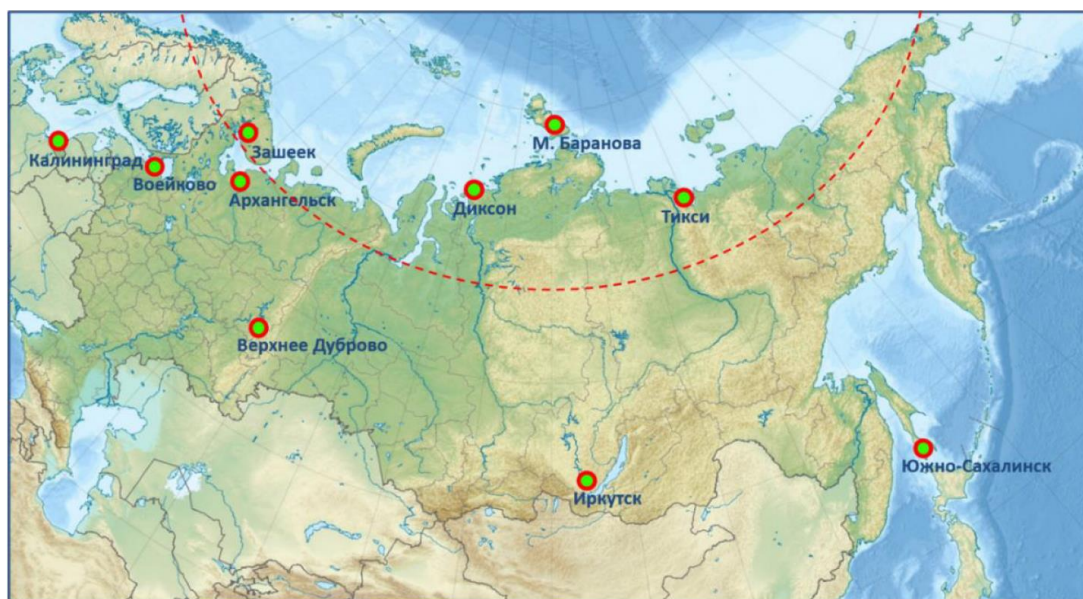 М. Баранова
Зашеек
Калининград
Воейково
Архангельск
Диксон
Тикси
Верхнее Дуброво
Южно-Сахалинск
Иркутск